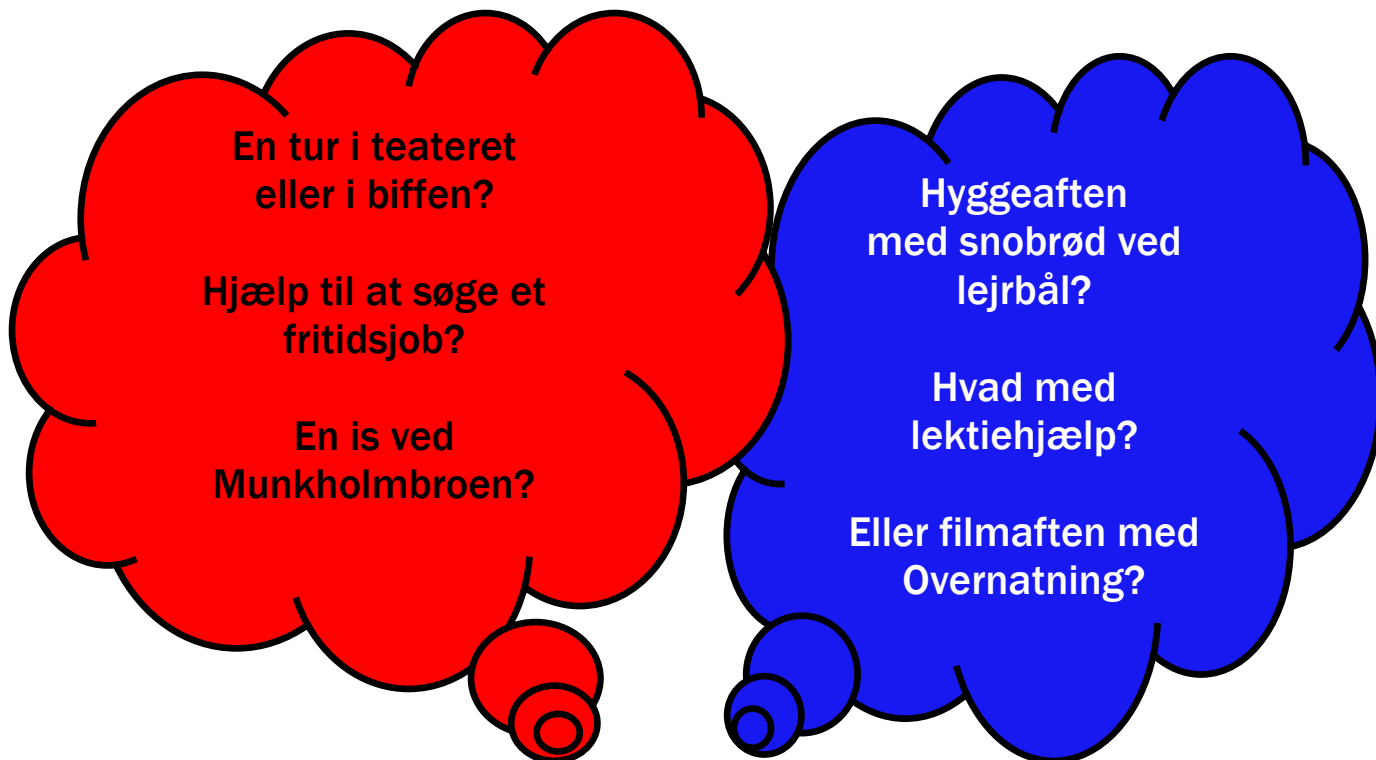 En tur i teateret
eller i biffen?
Hjælp til at søge et
fritidsjob?
En is ved
Munkholmbroen?
Hyggeaften
med snobrød ved
lejrbål?
Hvad med
lektiehjælp?
Eller filmaften med
Overnatning?